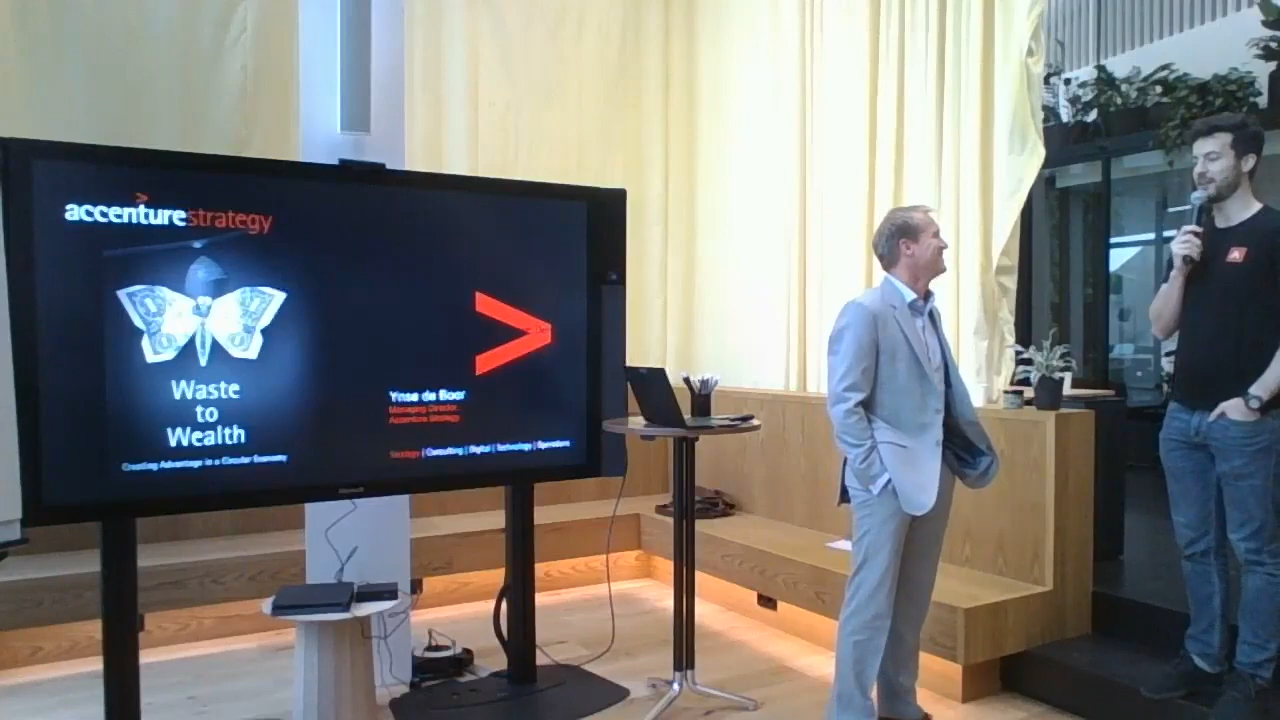 accenturestrategy
Waste
to
Wealth
Creating Advantage in a Circular Economy
Ynse de Boer
Managing Director,
Accenture Strategy
Strategy | Consulting | Digital | Technology | Operations